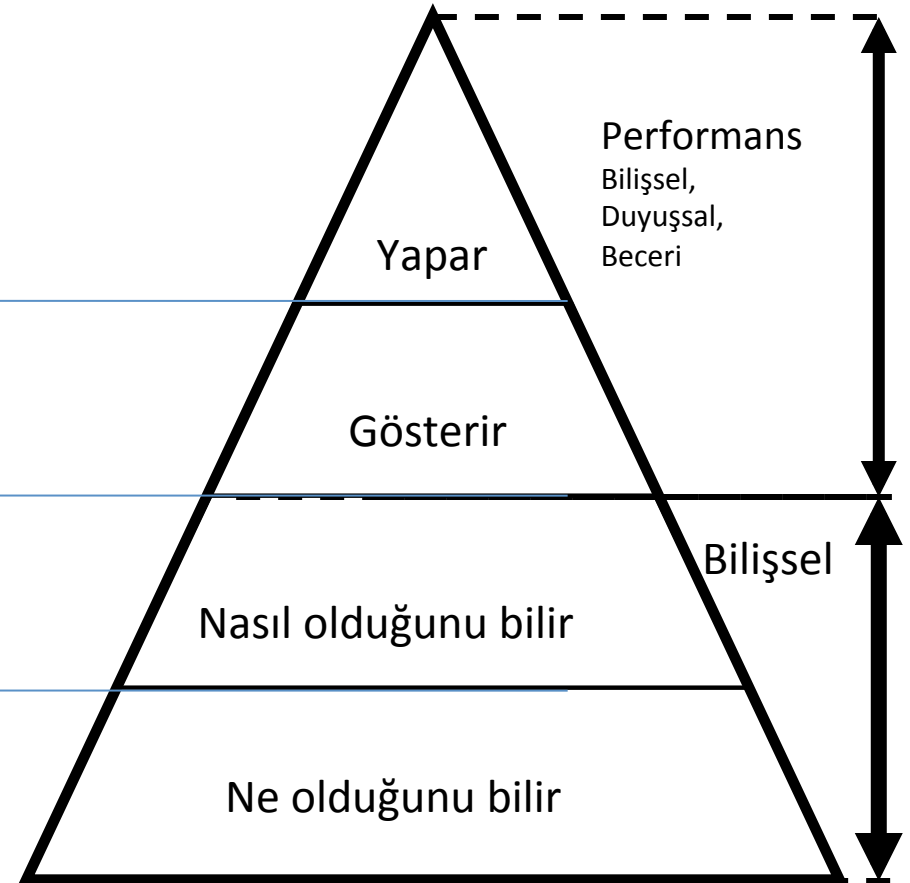 Performans
Bilişsel,
Duyuşsal,
Beceri
Yapar
Gösterir
Bilişsel
Nasıl olduğunu bilir
Ne olduğunu bilir